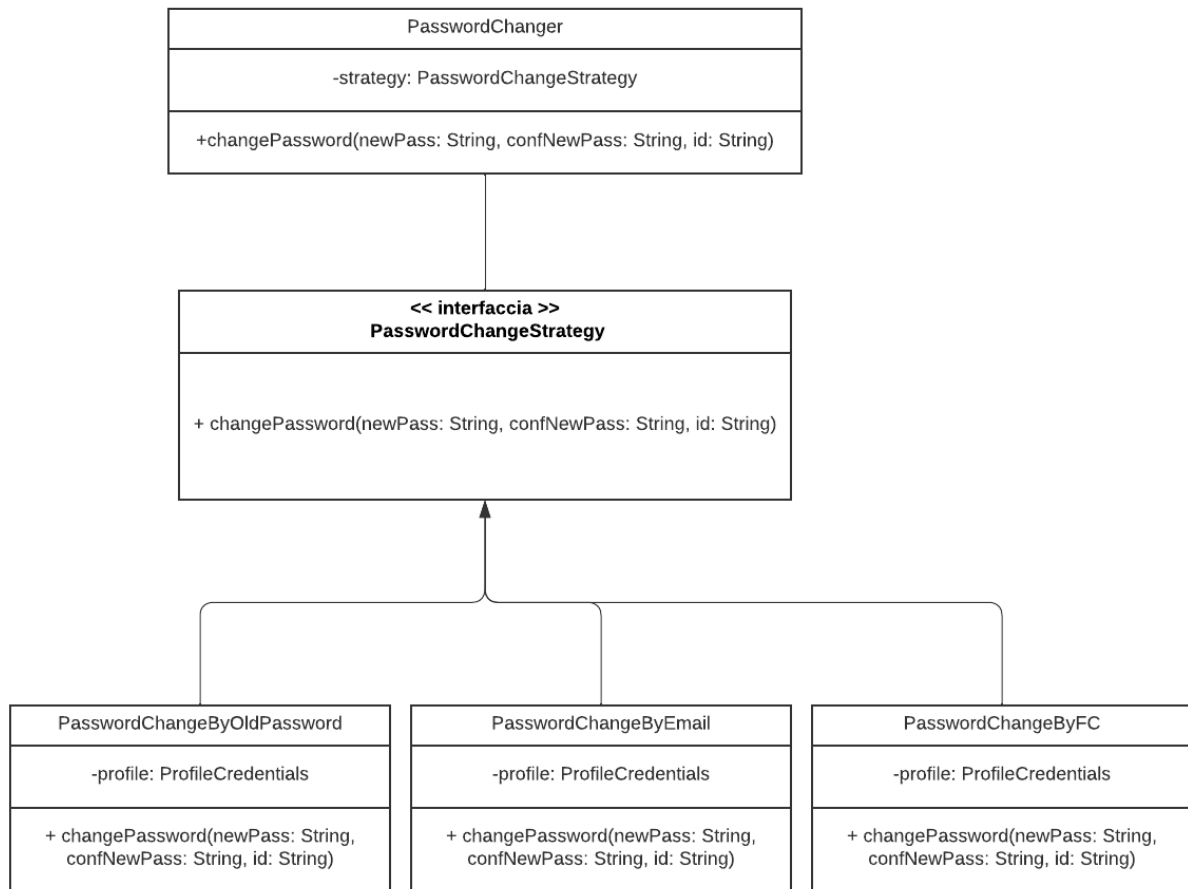 PasswordChanger
-strategy: PasswordChangeStrategy
+changePassword(newPass: String, confNewPass: String, id: String)
<< interfaccia >>
PasswordChangeStrategy
+ changePassword(newPass: String, confNewPass: String, id: String)
PasswordChangeByOldPassword
-profile: ProfileCredentials
+ changePassword(newPass: String,
confNewPass: String, id: String)
PasswordChangeByEmail
-profile: ProfileCredentials
+ changePassword(newPass: String,
confNewPass: String, id: String)
PasswordChangeByFC
-profile: ProfileCredentials
+ changePassword(newPass: String,
confNewPass: String, id: String)